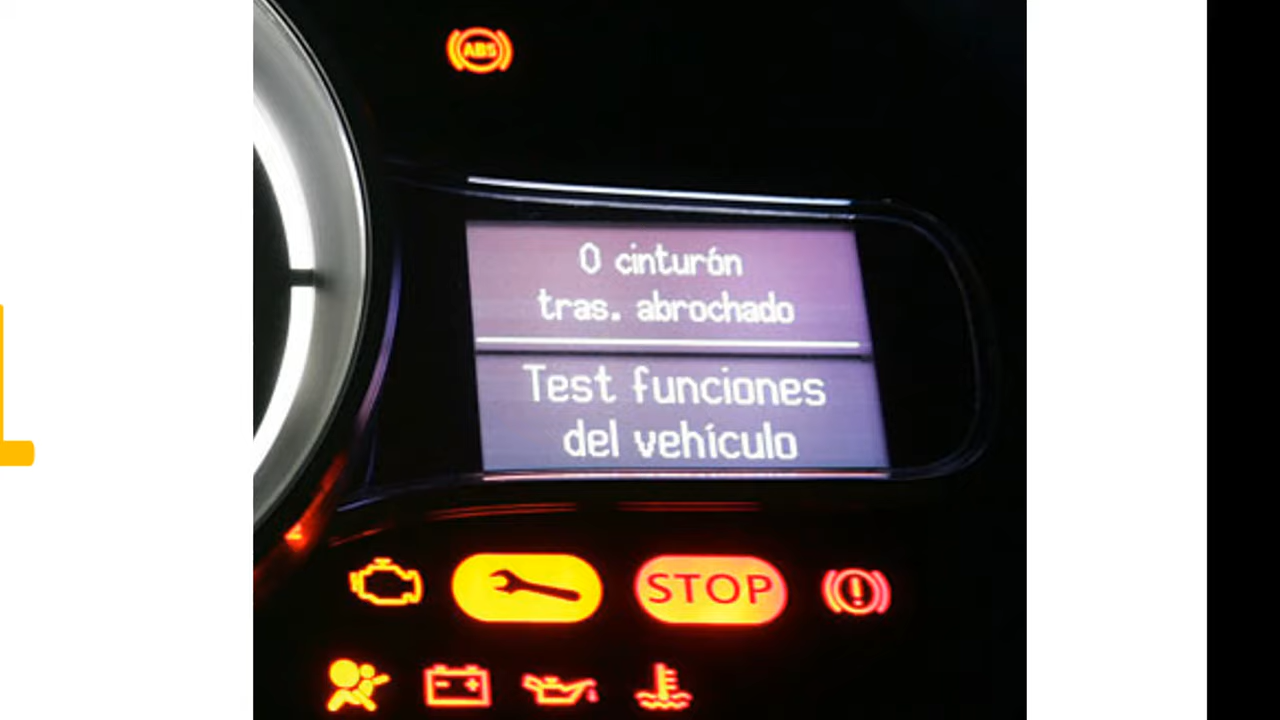 ABS
0 cinturón
tras. abrochado
Test funciones
del vehículo
STOP